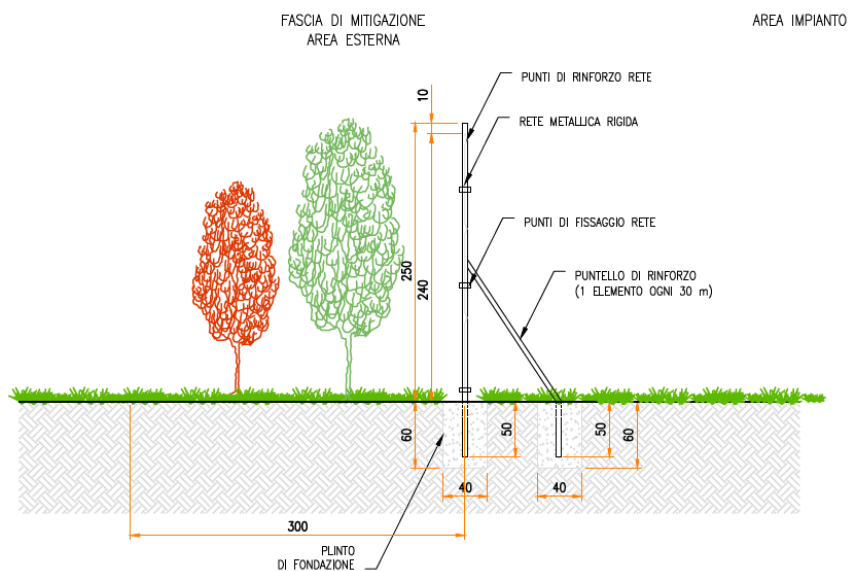 FASCIA DI MITIGAZIONE
AREA ESTERNA
AREA IMPIANTO
PUNTI DI RINFORZO RETE
10
RETE METALLICA RIGIDA
PUNTI DI FISSAGGIO RETE
250
240
PUNTELLO DI RINFORZO
(1 ELEMENTO OGNI 30 m)
60
50
50
60
40
40
300
PLINTO
DI FONDAZIONE